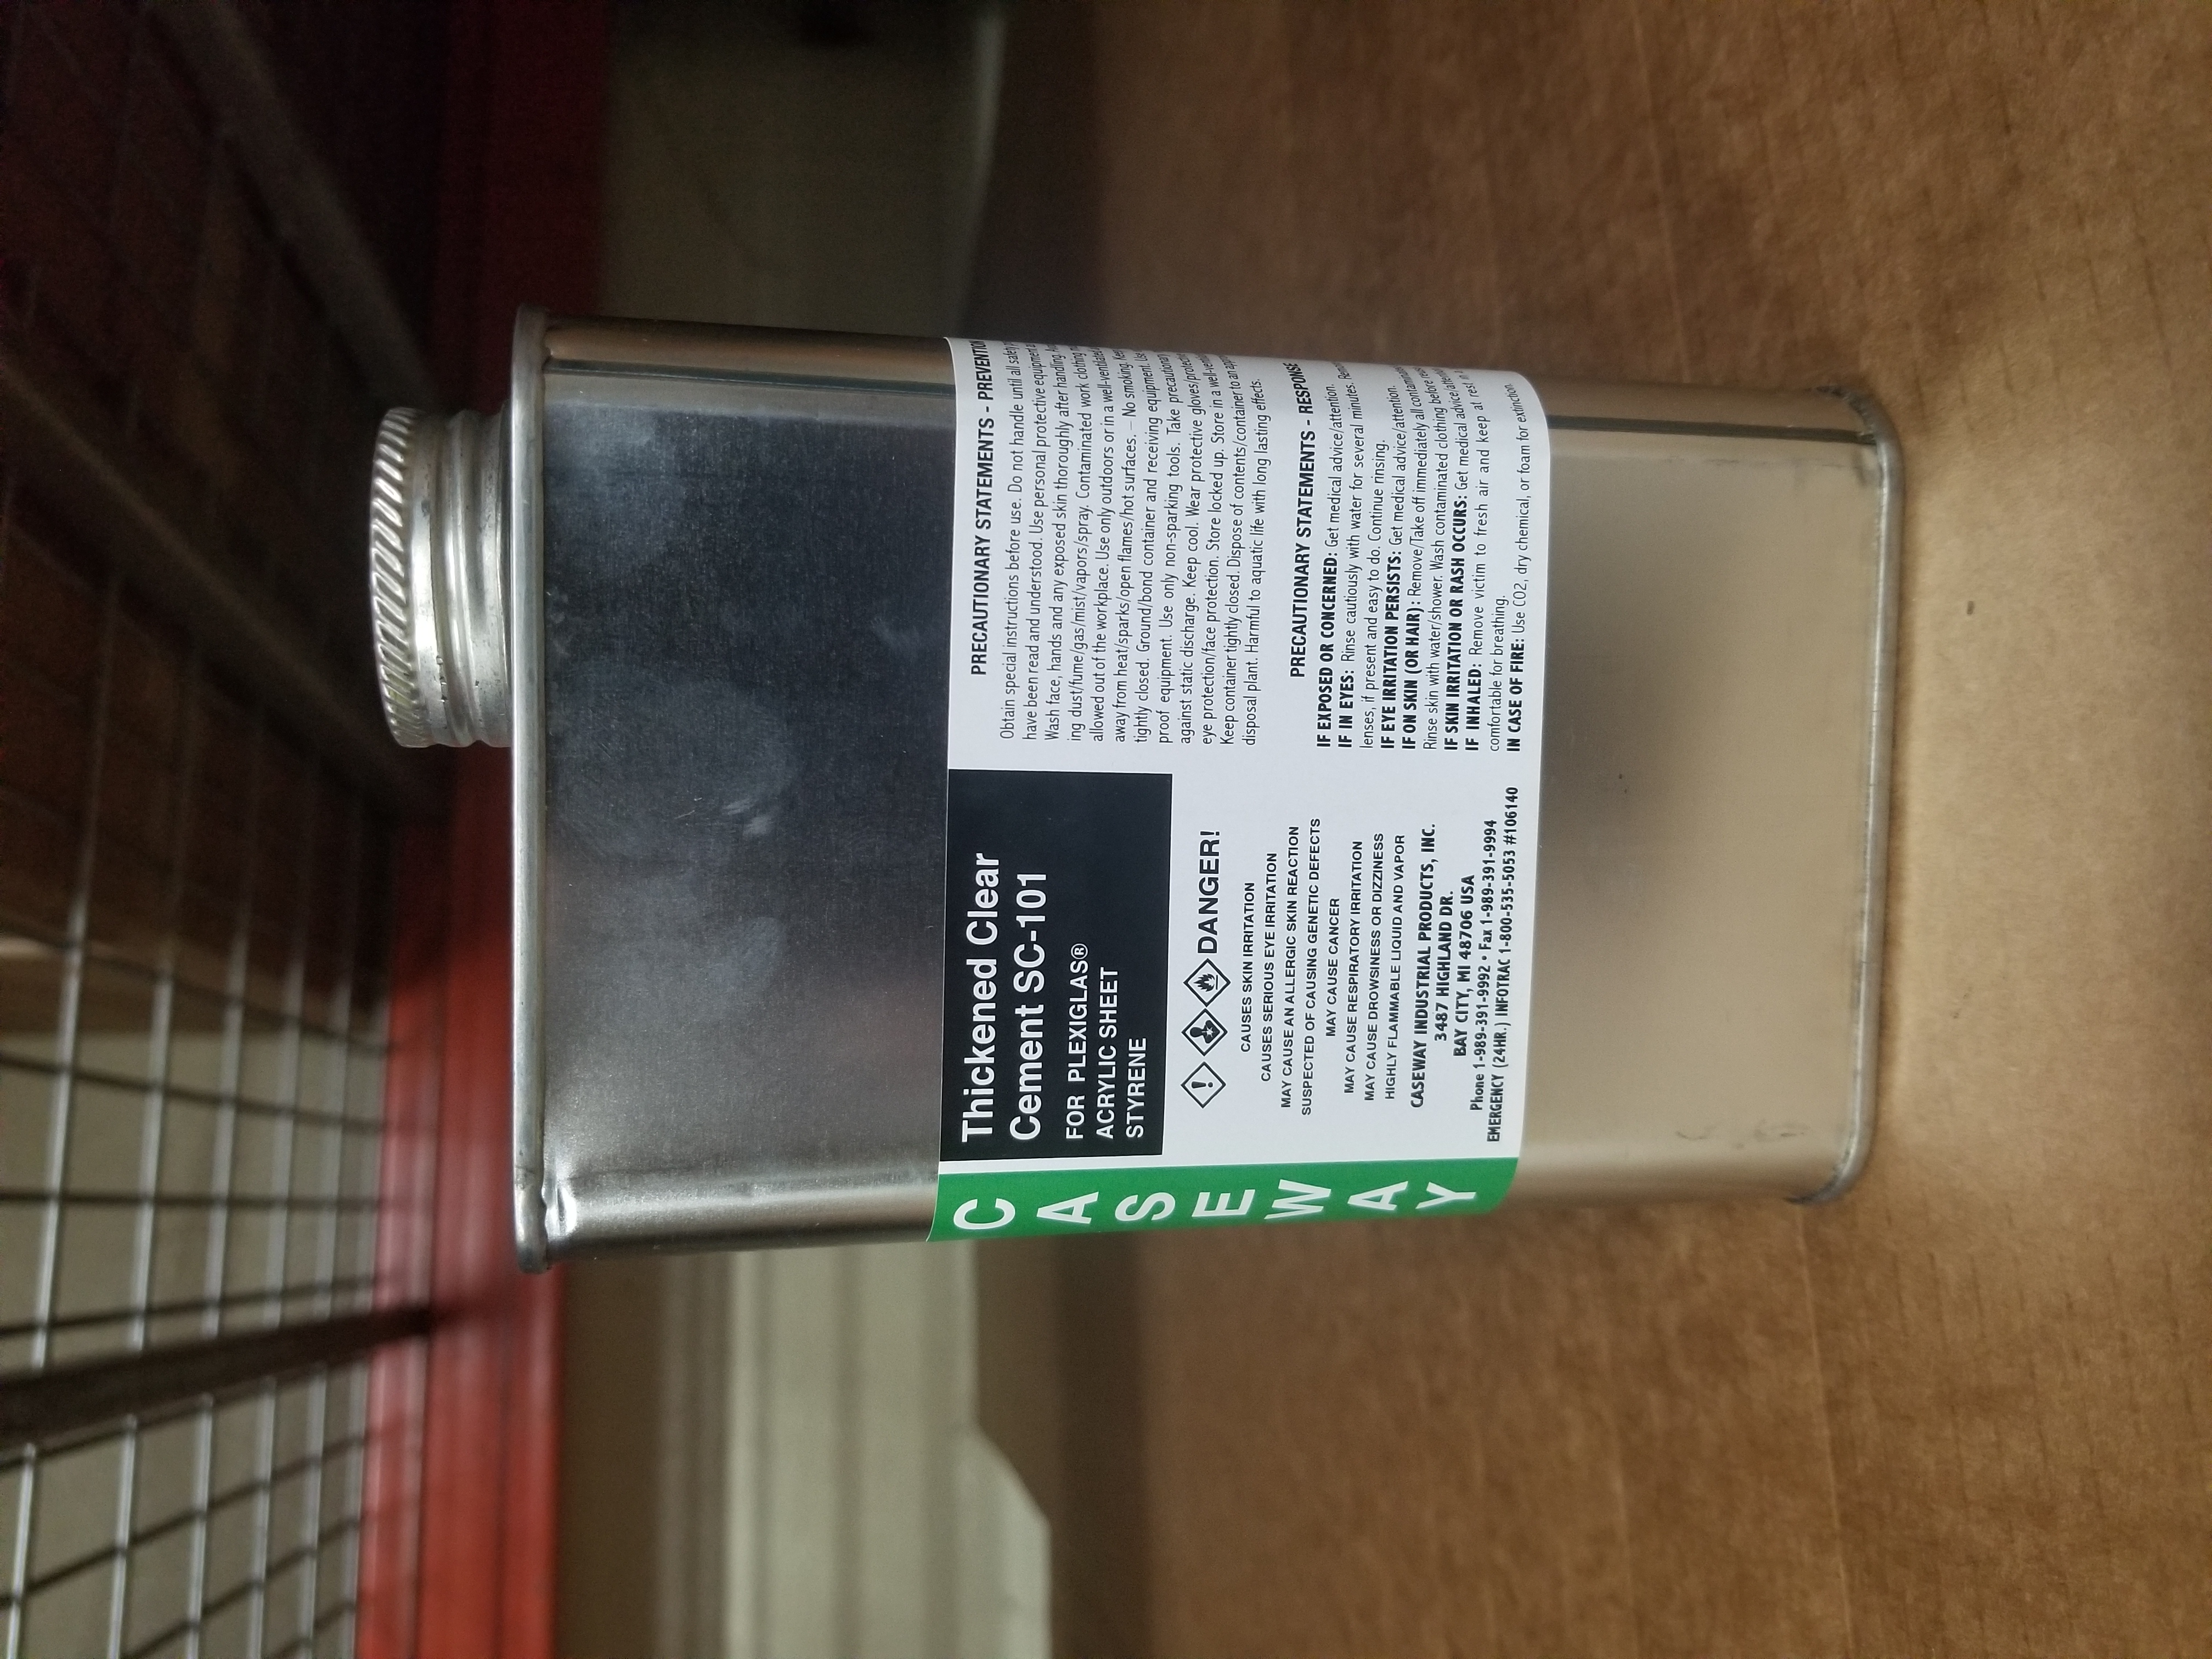 CASEWAY
Thickened Clear
Cement SC-101
FOR PLEXIGLAS®
ACRYLIC SHEET
STYRENE
DANGER!
CAUSES SKIN IRRITATION
CAUSES SERIOUS EYE IRRITATION
MAY CAUSE AN ALLERGIC SKIN REACTION
SUSPECTED OF CAUSING GENETIC DEFECTS
MAY CAUSE CANCER
MAY CAUSE RESPIRATORY IRRITATION
MAY CAUSE DROWSINESS OR DIZZINESS
HIGHLY FLAMMABLE LIQUID AND VAPOR
CASEWAY INDUSTRIAL PRODUCTS, INC.
3487 HIGHLAND DR.
BAY CITY, MI 48706 USA
Phone 1-989-391-9992 • Fax 1-989-391-9994
EMERGENCY (24HR.) INFOTRAC 1-800-535-5053 #106140
PRECAUTIONARY STATEMENTS - PREVENTION
Obtain special instructions before use. Do not handle until all safety
have been read and understood. Use personal protective equipment
Wash face, hands and any exposed skin thoroughly after handling.
ing dust/fume/gas/mist/vapors/spray. Contaminated work clothing
allowed out of the workplace. Use only outdoors or in a well-ventilated
away from heat/sparks/open flames/hot surfaces. – No smoking. Keep
tightly closed. Ground/bond container and receiving equipment. Use
proof equipment. Use only non-sparking tools. Take precautionary
against static discharge. Keep cool. Wear protective gloves/
eye protection/face protection. Store locked up. Store in a
Keep container tightly closed. Dispose of contents/container to an
disposal plant. Harmful to aquatic life with long lasting effects.
PRECAUTIONARY STATEMENTS - RESPONSE
IF EXPOSED OR CONCERNED: Get medical advice/attention.
IF IN EYES: Rinse cautiously with water for several minutes.
lenses, if present and easy to do. Continue rinsing.
IF EYE IRRITATION PERSISTS: Get medical advice/attention.
IF ON SKIN (OR HAIR): Remove/Take off immediately all
Rinse skin with water/shower. Wash contaminated clothing before
IF SKIN IRRITATION OR RASH OCCURS: Get medical
IF INHALED: Remove victim to fresh air and keep at rest in
comfortable for breathing.
IN CASE OF FIRE: Use CO2, dry chemical, or foam for extinction.